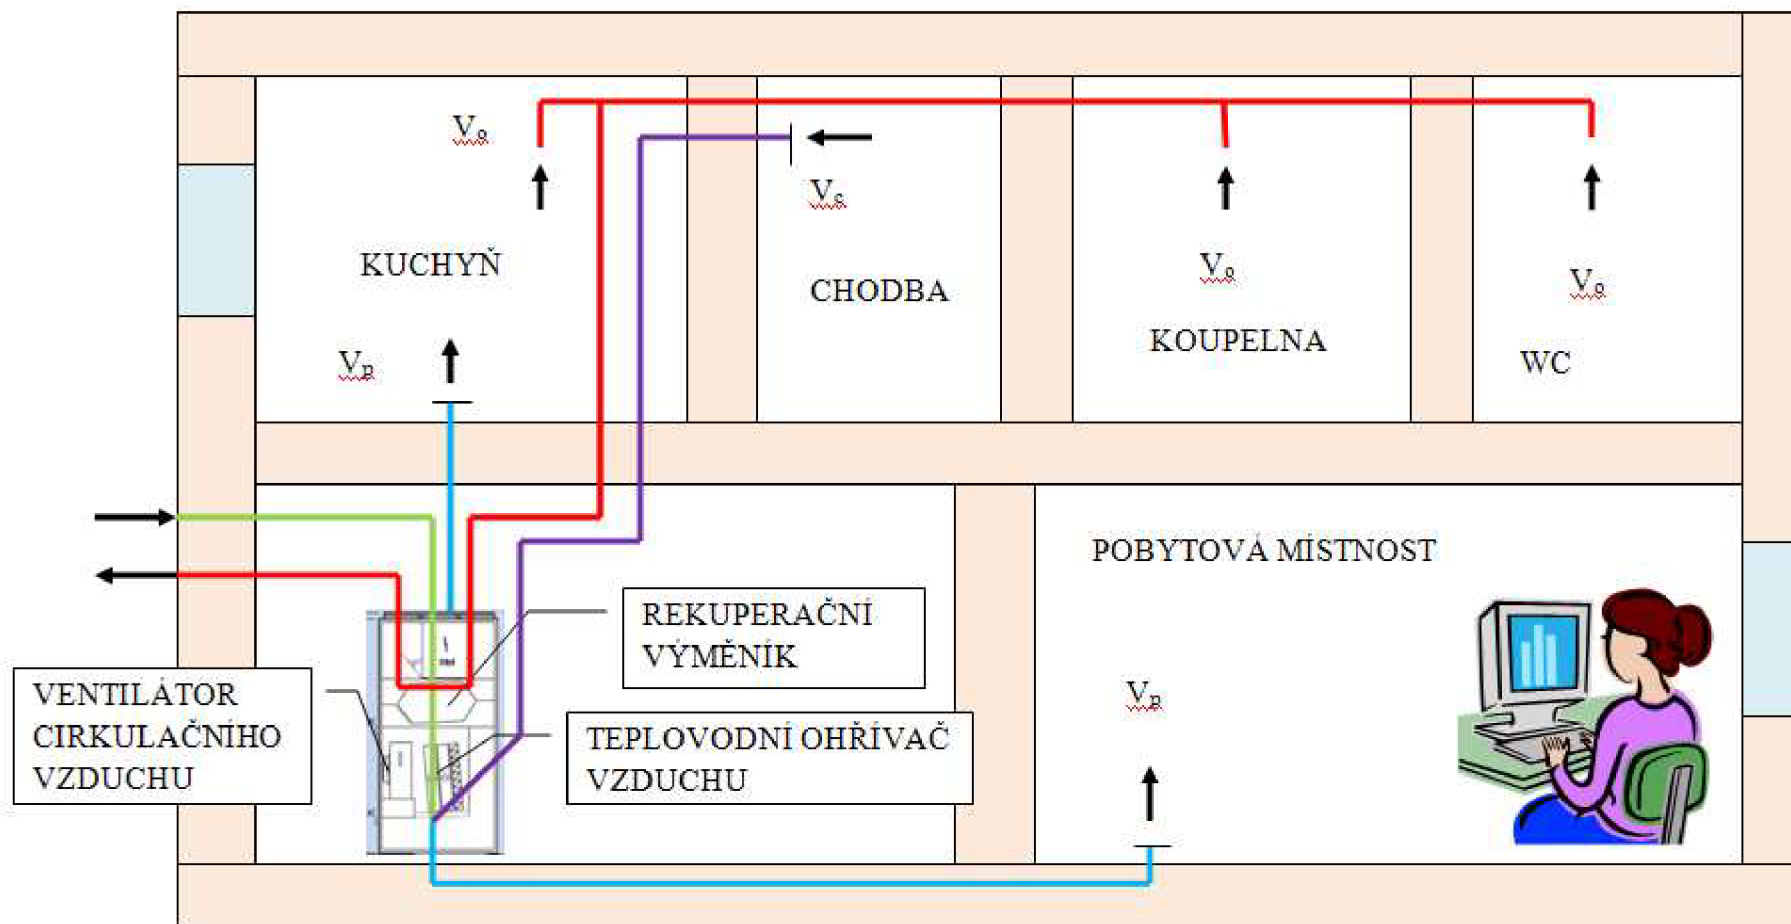 Vo
Vc
KUCHYŇ
CHODBA
Vo
KOUPELNA
Vo
WC
Vp
POBYTOVÁ MÍSTNOST
REKUPERAČNÍ
VÝMĚNÍK
VENTILÁTOR
CIRKULAČNÍHO
VZDUCHU
TEPLOVODNÍ OHŘÍVAČ
VZDUCHU
Vp